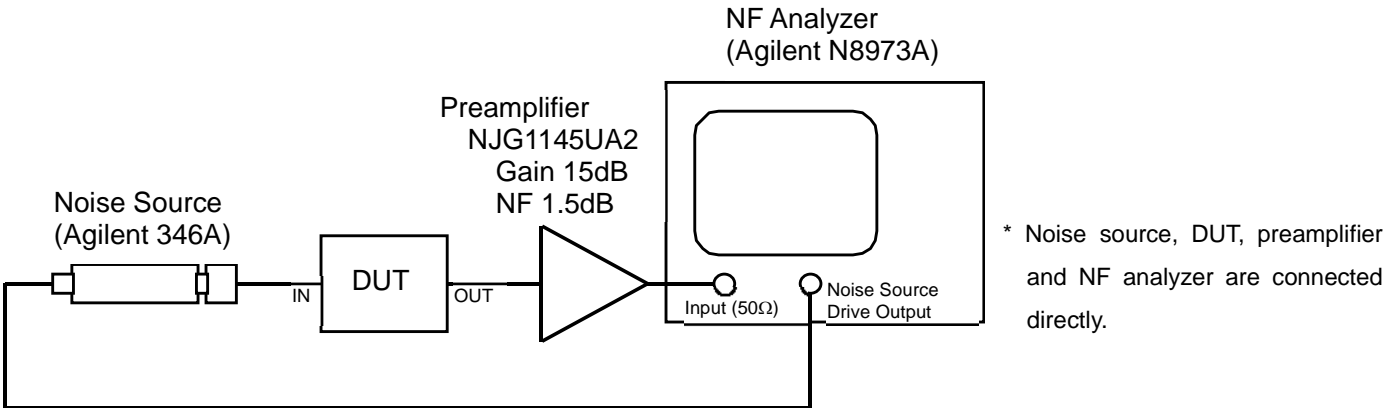 NF Analyzer
(Agilent N8973A)
Preamplifier
NJG1145UA2
Gain 15dB
NF 1.5dB
Noise Source
(Agilent 346A)
DUT
IN
OUT
Input (50Ω)
Noise Source
Drive Output
* Noise source, DUT, preamplifier
and NF analyzer are connected
directly.